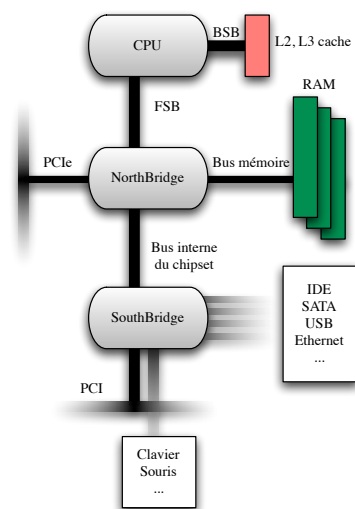 CPU
BSB
L2, L3 cache
FSB
RAM
PCIe
NorthBridge
Bus mémoire
Bus interne
du chipset
SouthBridge
IDE
SATA
USB
Ethernet
...
PCI
Clavier
Souris
...